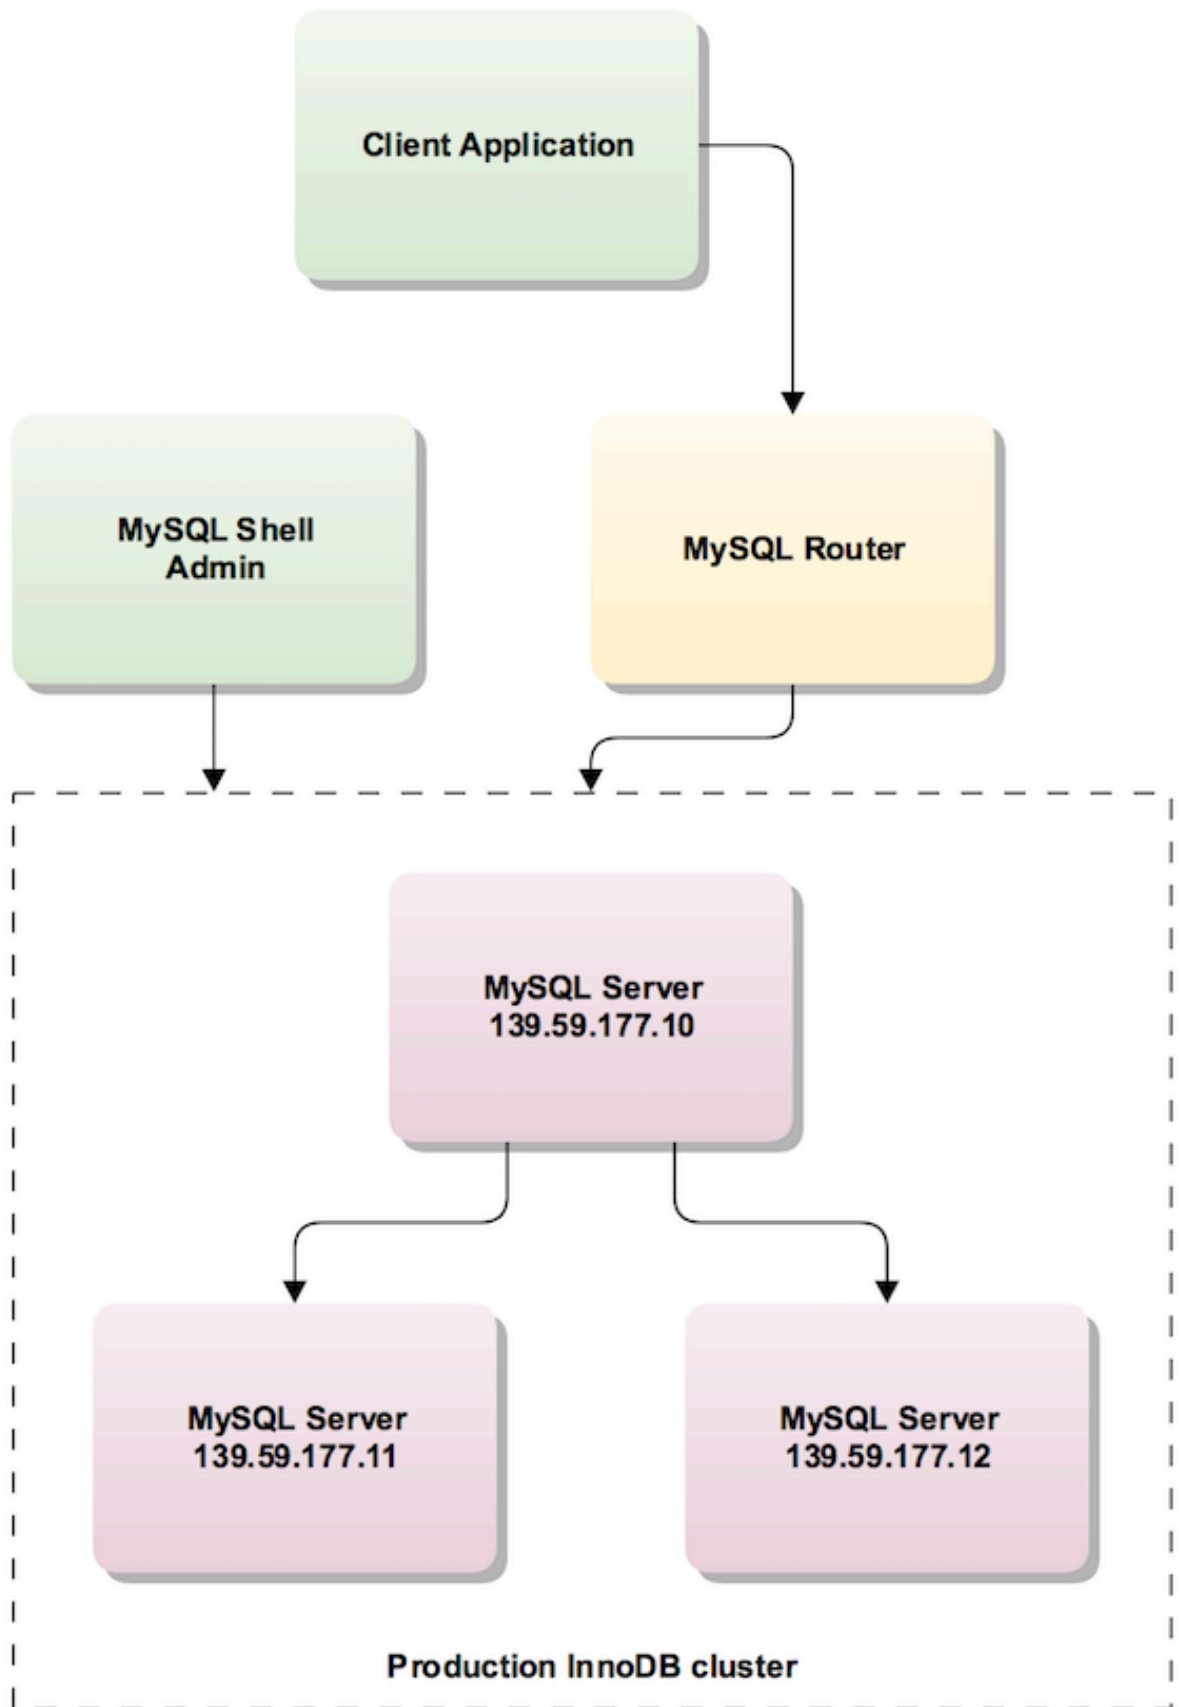 Client Application
MySQL Shell
Admin
MySQL Router
MySQL Server
139.59.177.10
MySQL Server
139.59.177.11
MySQL Server
139.59.177.12
Production InnoDB cluster